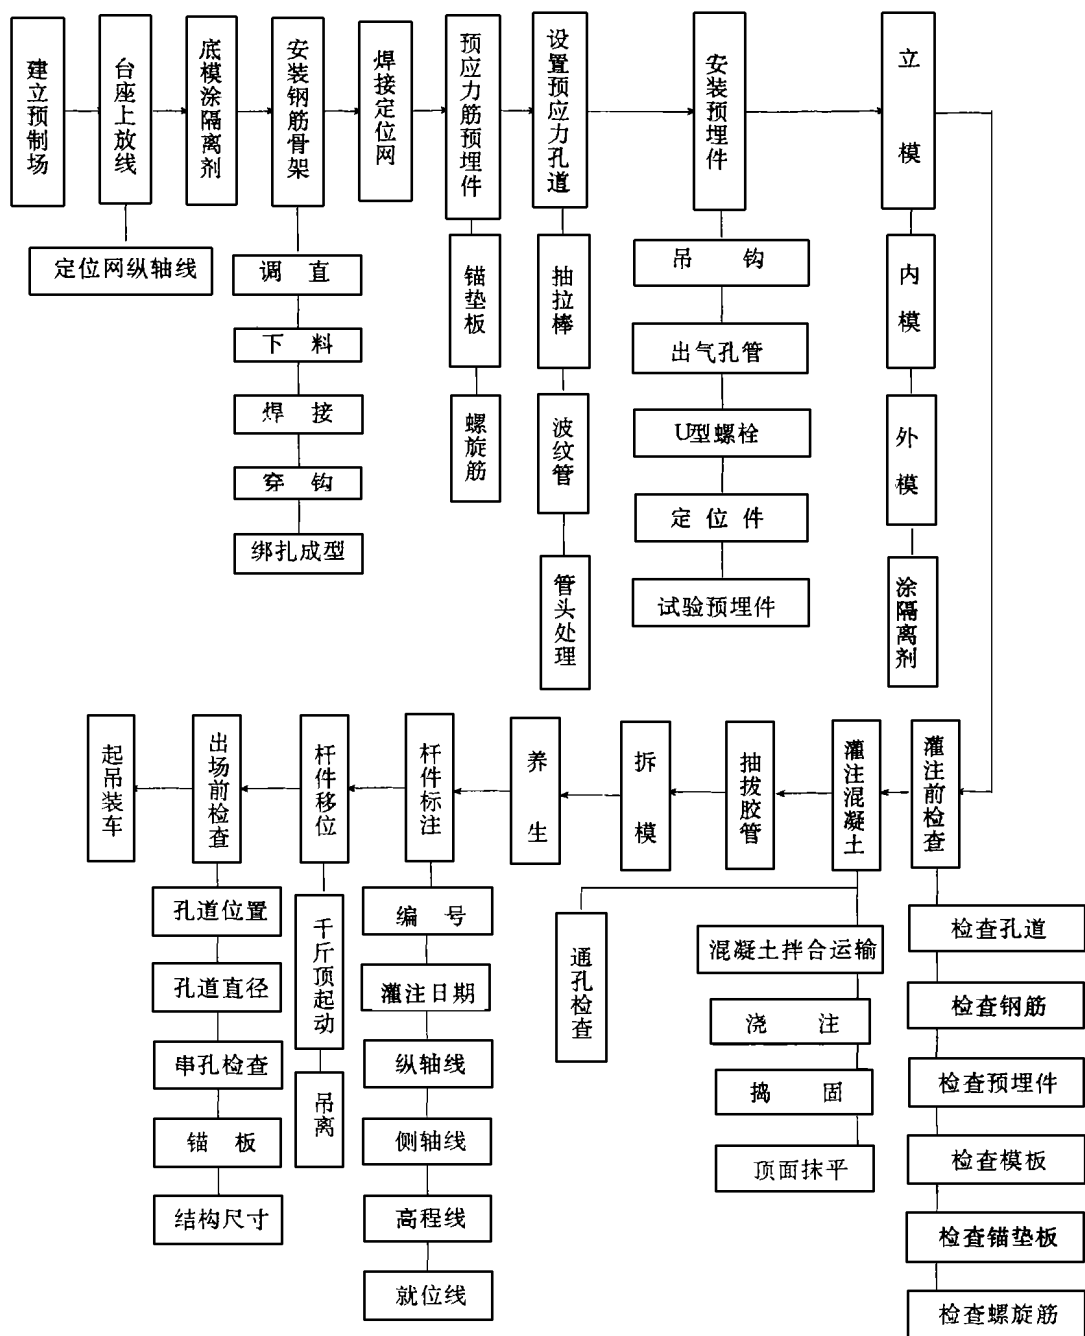 建立预制场
台座上放线
底模涂隔离剂
安装钢筋骨架
焊接定位网
预应力筋预埋件
设置预应力孔道
安装预埋件
立模
定位网纵轴线
调直
下料
焊接
穿钩
绑扎成型
锚垫板
螺旋筋
抽拉棒
波纹管
管头处理
吊钩
出气孔管
U型螺栓
定位件
试验预埋件
内模
外模
涂隔离剂
起吊装车
出场前检查
杆件移位
杆件标注
养生
拆模
抽拔胶管
灌注混凝土
灌注前检查
孔道位置
孔道直径
串孔检查
锚板
结构尺寸
千斤顶起动
吊离
编号
灌注日期
纵轴线
侧轴线
高程线
就位线
通孔检查
混凝土拌合运输
浇注
捣固
顶面抹平
检查孔道
检查钢筋
检查预埋件
检查模板
检查锚垫板
检查螺旋筋